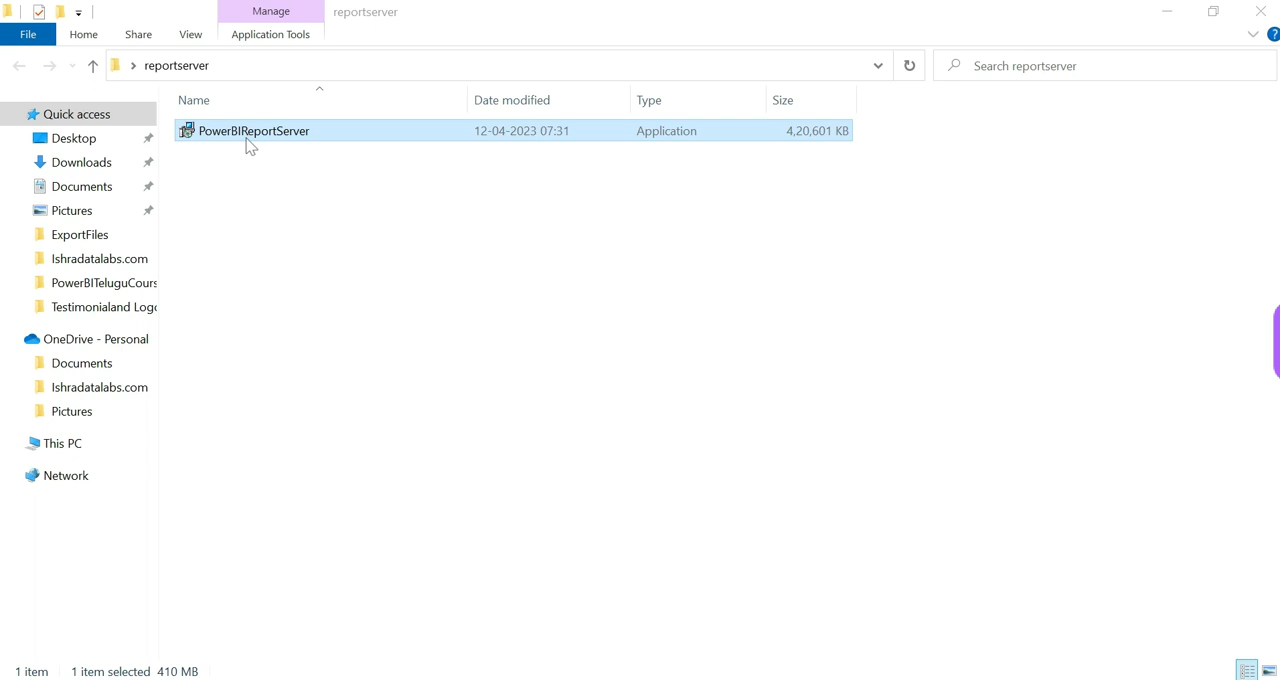 Manage
reportserver
File
Home
Share
View
Application Tools
?
reportserver
Search reportserver
Name
Date modified
Type
Size
Quick access
Desktop
Downloads
Documents
Pictures
ExportFiles
Ishradatalabs.com
PowerBITeluguCours
Testimonialand Logo
OneDrive - Personal
Documents
Ishradatalabs.com
Pictures
This PC
Network
PowerBIReportServer
12-04-2023 07:31
Application
4,20,601 KB
1 item
1 item selected
410 MB